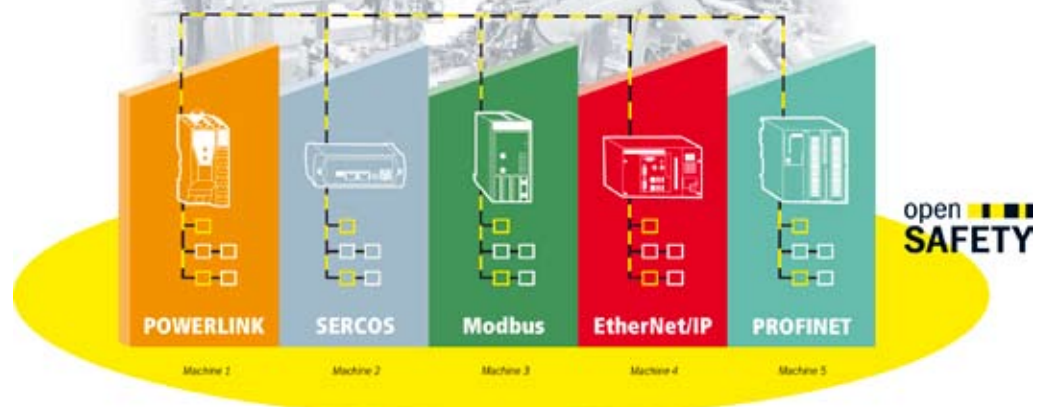 open
SAFETY
POWERLINK
SERCOS
Modbus
EtherNet/IP
PROFINET
Machine 1
Machine 2
Machine 3
Machine 4
Machine 5